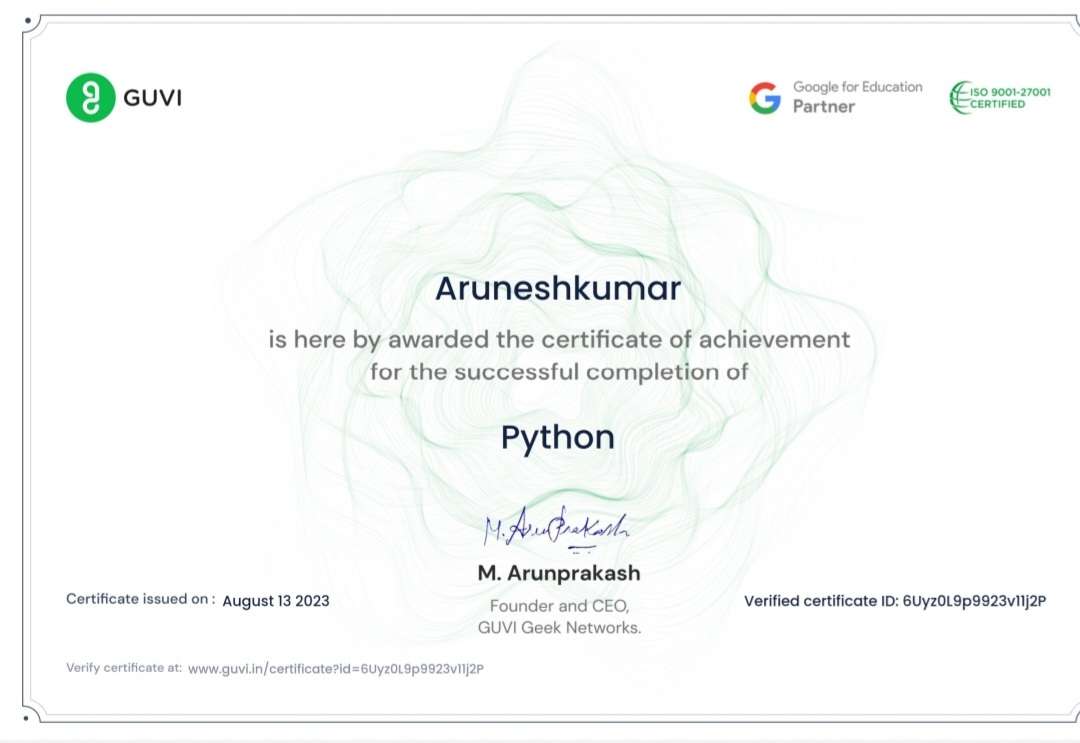 GUVI
Google for Education
Partner
ISO 9001-27001
CERTIFIED
Aruneshkumar
is here by awarded the certificate of achievement
for the successful completion of
Python
M. Arunprakash
M. Arunprakash
Founder and CEO,
GUVI Geek Networks.
Certificate issued on : August 13 2023
Verified certificate ID: 6Uyz0L9p9923v11j2P
Verify certificate at: www.guvi.in/certificate?id=6Uyz0L9p9923v11j2P